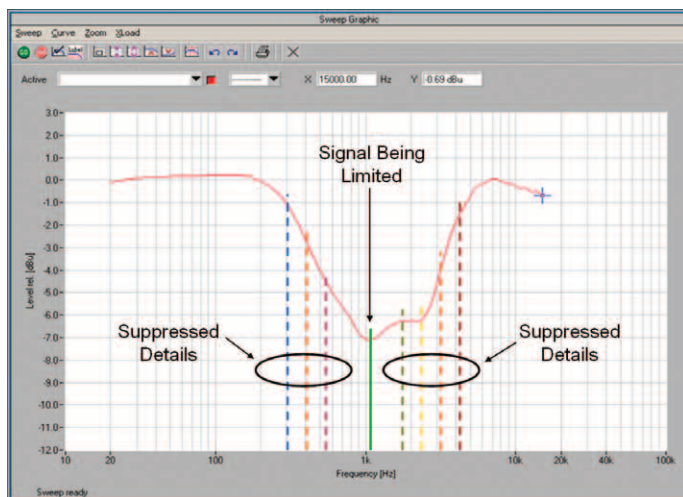 Sweep Graphic
Sweep Curve Zoom XLoad
GO
Label
Active X 15000.00 Hz Y -0.69 dBu
3.0
2.0
1.0
0.0
-1.0
-2.0
-3.0
-4.0
-5.0
-6.0
-7.0
-8.0
-9.0
-10.0
-11.0
-12.0
Level rel. [dBu]
Signal Being
Limited
Suppressed
Details
Suppressed
Details
10 20 100 1k 10k 20k 40k 100k
Frequency [Hz]
Sweep ready